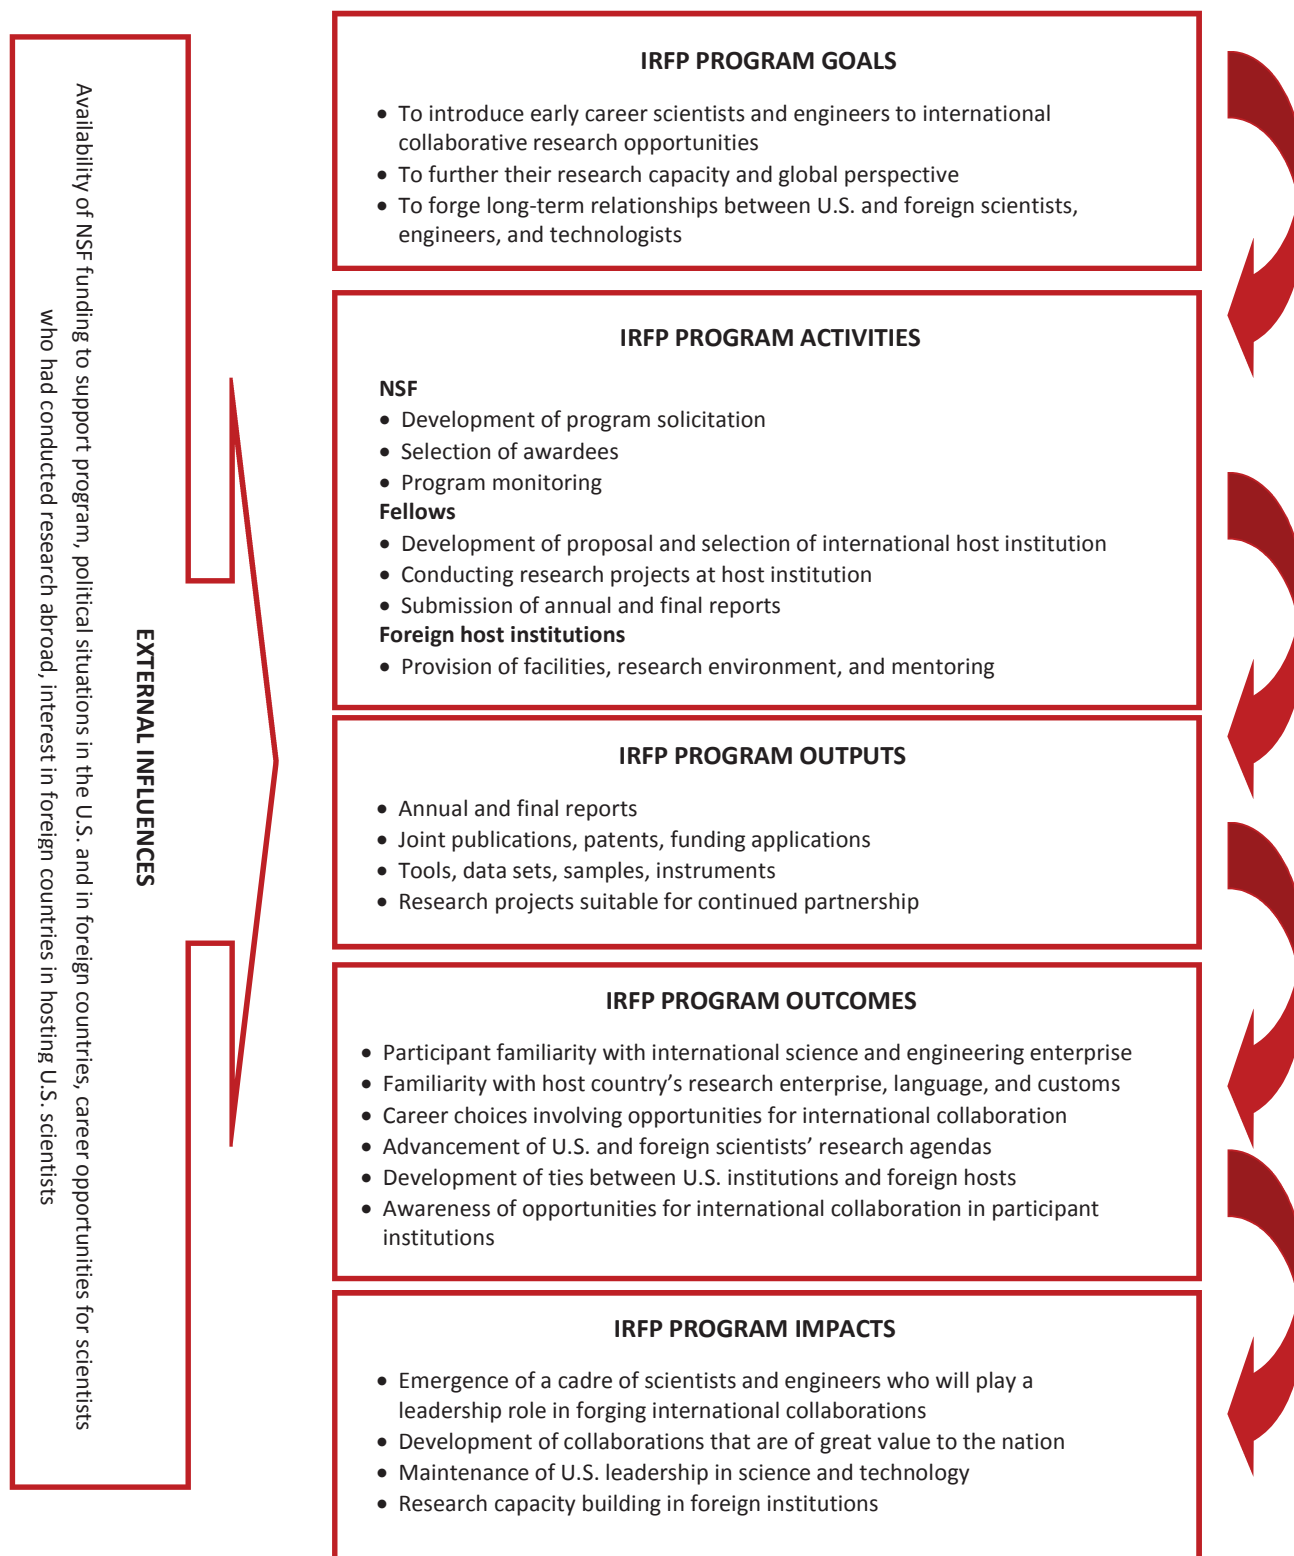 EXTERNAL INFLUENCES
Availability of NSF funding to support program, political situations in the U.S. and in foreign countries, career opportunities for scientists
who had conducted research abroad, interest in foreign countries in hosting U.S. scientists
IRFP PROGRAM GOALS
• To introduce early career scientists and engineers to international
collaborative research opportunities
• To further their research capacity and global perspective
• To forge long-term relationships between U.S. and foreign scientists,
engineers, and technologists
IRFP PROGRAM ACTIVITIES
NSF
• Development of program solicitation
• Selection of awardees
• Program monitoring
Fellows
• Development of proposal and selection of international host institution
• Conducting research projects at host institution
• Submission of annual and final reports
Foreign host institutions
• Provision of facilities, research environment, and mentoring
IRFP PROGRAM OUTPUTS
• Annual and final reports
• Joint publications, patents, funding applications
• Tools, data sets, samples, instruments
• Research projects suitable for continued partnership
IRFP PROGRAM OUTCOMES
• Participant familiarity with international science and engineering enterprise
• Familiarity with host country's research enterprise, language, and customs
• Career choices involving opportunities for international collaboration
• Advancement of U.S. and foreign scientists' research agendas
• Development of ties between U.S. institutions and foreign hosts
• Awareness of opportunities for international collaboration in participant
institutions
IRFP PROGRAM IMPACTS
• Emergence of a cadre of scientists and engineers who will play a
leadership role in forging international collaborations
• Development of collaborations that are of great value to the nation
• Maintenance of U.S. leadership in science and technology
• Research capacity building in foreign institutions